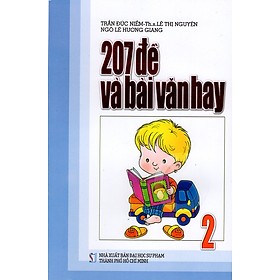 TRẦN ĐỨC NIỀM-Th.s.LÊ THỊ NGUYÊN
NGÔ LÊ HƯƠNG GIANG
207 đề
và bài văn hay
2
NHÀ XUẤT BẢN ĐẠI HỌC SƯ PHẠM
THÀNH PHỐ HỒ CHÍ MINH